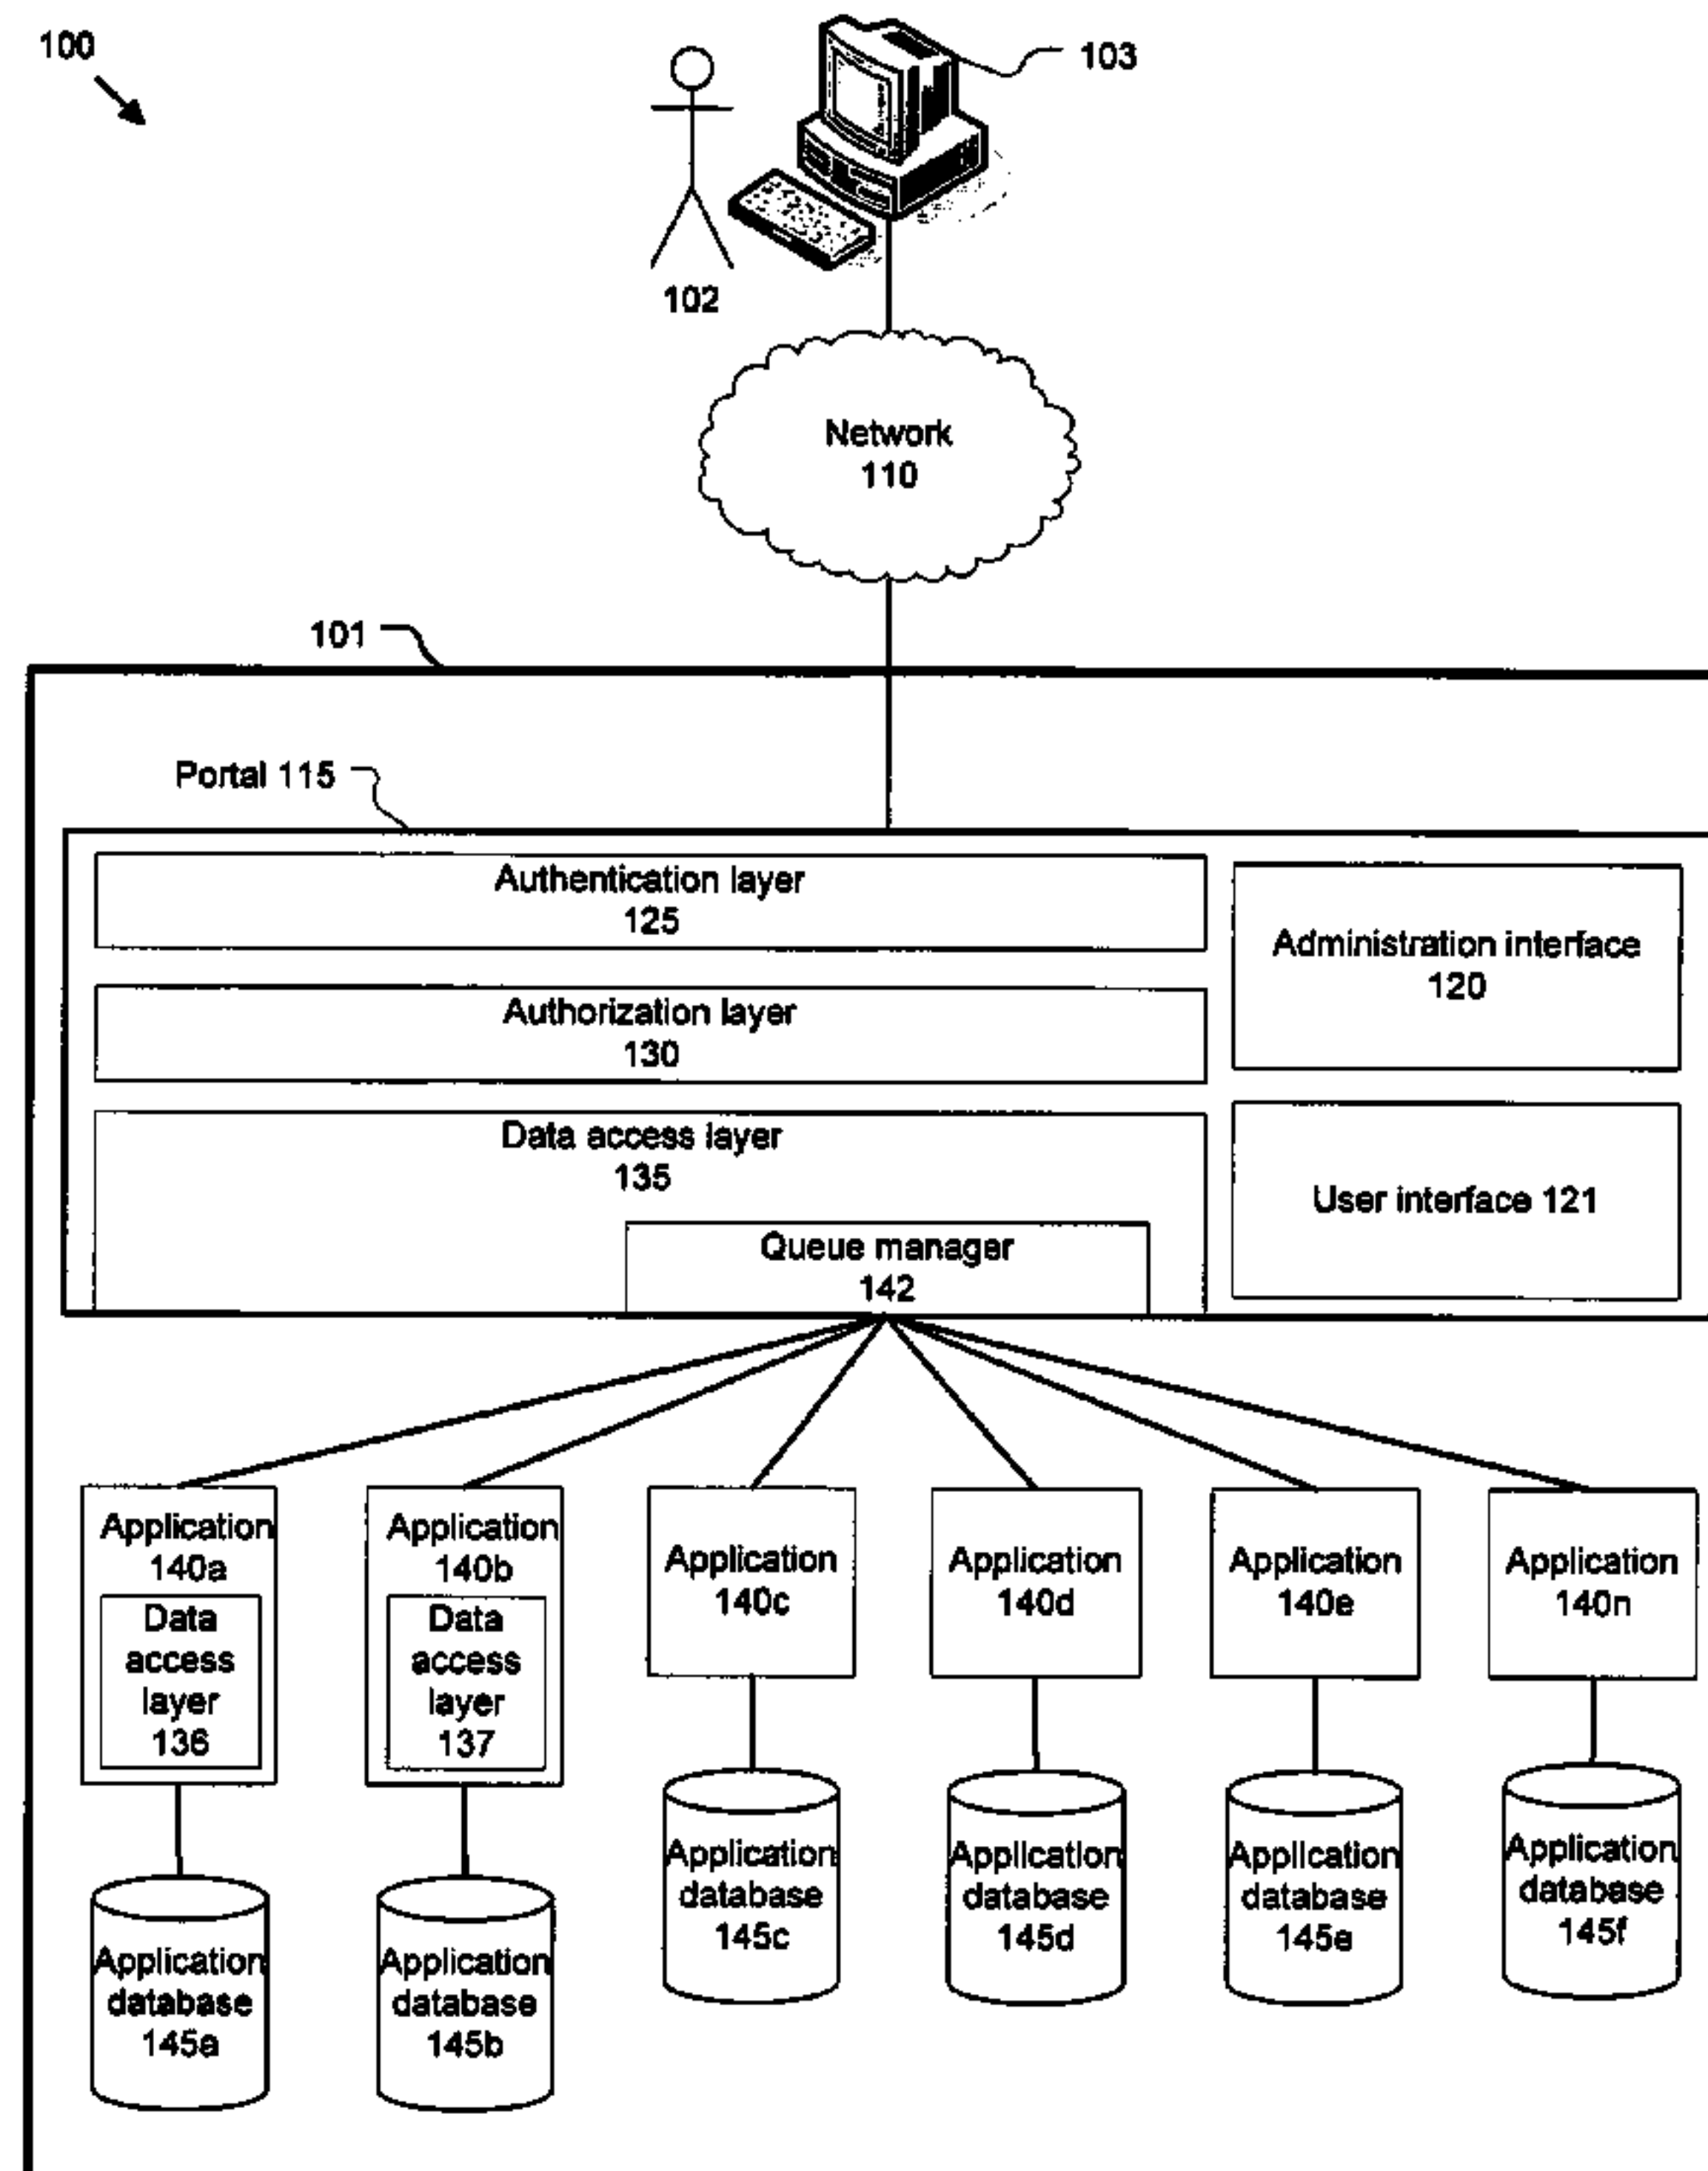 100
103
102
Network
110
101
Portal 115
Authentication layer
125
Administration interface
120
Authorization layer
130
Data access layer
135
User interface 121
Queue manager
142
Application
140a
Data
access
layer
136
Application
140b
Data
access
layer
137
Application
140c
Application
140d
Application
140e
Application
140n
Application
database
145a
Application
database
145b
Application
database
145c
Application
database
145d
Application
database
145e
Application
database
145f